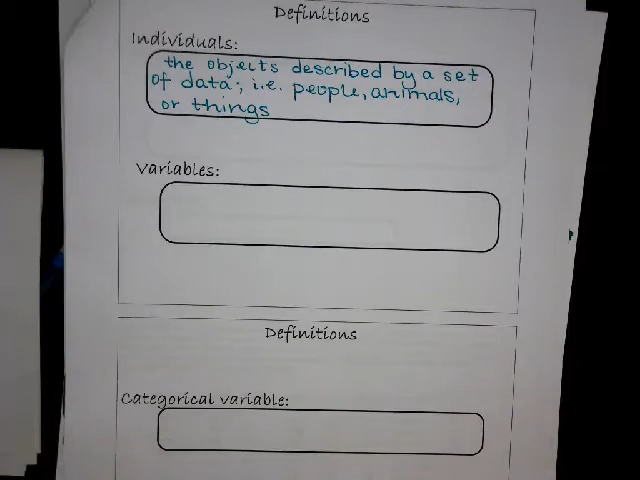 Definitions
Individuals:
the objects described by a set
of data; i.e. people, animals,
or things
Variables:
Definitions
Categorical variable: